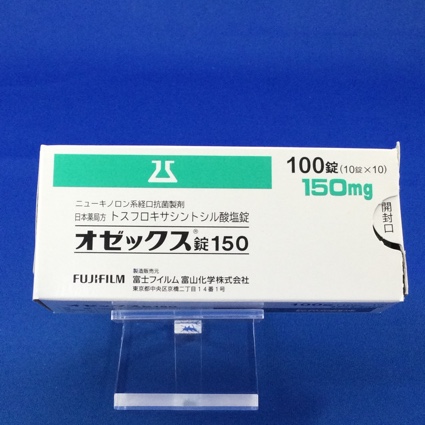 100錠(10錠×10)
150mg
開封口
ニューキノロン系経口抗菌製剤
日本薬局方 トスフロキサシントシル酸塩錠
オゼックス®錠150
FUJIFILM
製造販売元
富士フイルム 富山化学株式会社
東京都中央区京橋二丁目14番1号